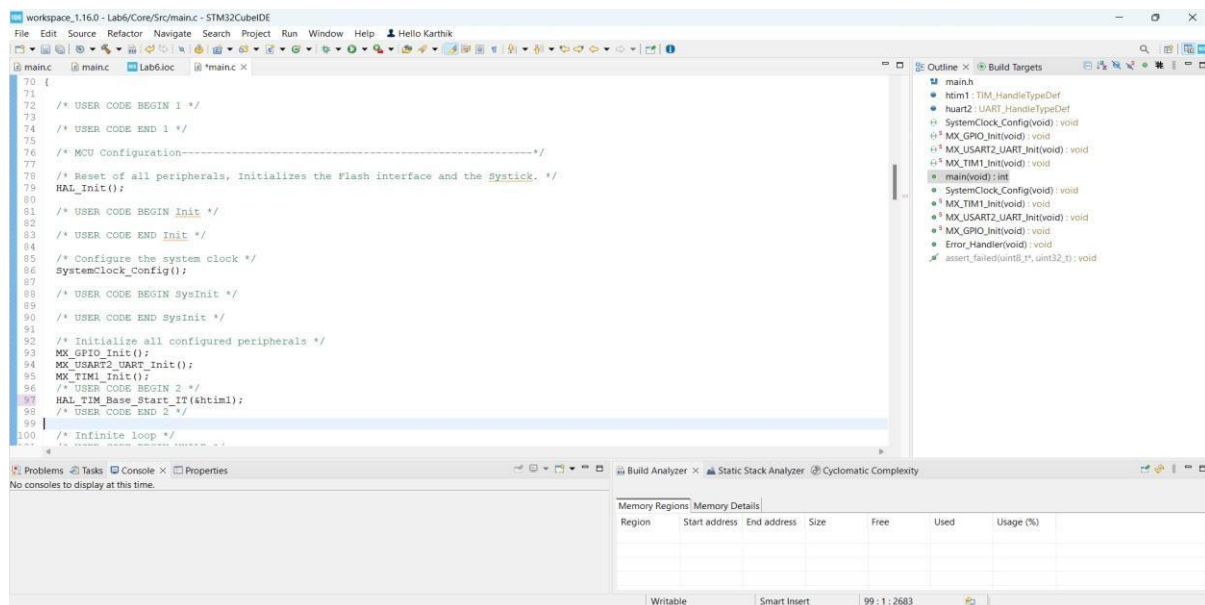 workspace_1.16.0 - Lab6/Core/Src/main.c - STM32CubeIDE
File Edit Source Refactor Navigate Search Project Run Window Help Hello Karthik
main.c main.c Lab6.ioc *main.c
70 {
71
72 /* USER CODE BEGIN 1 */
73
74 /* USER CODE END 1 */
75
76 /* MCU Configuration--------------------------------------------------------*/
77
78 /* Reset of all peripherals, Initializes the Flash interface and the Systick. */
79 HAL_Init();
80
81 /* USER CODE BEGIN Init */
82
83 /* USER CODE END Init */
84
85 /* Configure the system clock */
86 SystemClock_Config();
87
88 /* USER CODE BEGIN SysInit */
89
90 /* USER CODE END SysInit */
91
92 /* Initialize all configured peripherals */
93 MX_GPIO_Init();
94 MX_USART2_UART_Init();
95 MX_TIM1_Init();
96 /* USER CODE BEGIN 2 */
97 HAL_TIM_Base_Start_IT(&htim1);
98 /* USER CODE END 2 */
99
100 /* Infinite loop */
Outline Build Targets
main.h
htim1 : TIM_HandleTypeDef
huart2 : UART_HandleTypeDef
SystemClock_Config(void) : void
MX_GPIO_Init(void) : void
MX_USART2_UART_Init(void) : void
MX_TIM1_Init(void) : void
main(void) : int
SystemClock_Config(void) : void
MX_TIM1_Init(void) : void
MX_USART2_UART_Init(void) : void
MX_GPIO_Init(void) : void
Error_Handler(void) : void
assert_failed(uint8_t*, uint32_t) : void
Problems Tasks Console Properties
No consoles to display at this time.
Build Analyzer Static Stack Analyzer Cyclomatic Complexity
Memory Regions Memory Details
Region Start address End address Size Free Used Usage (%)
Writable Smart Insert 99 : 1 : 2683